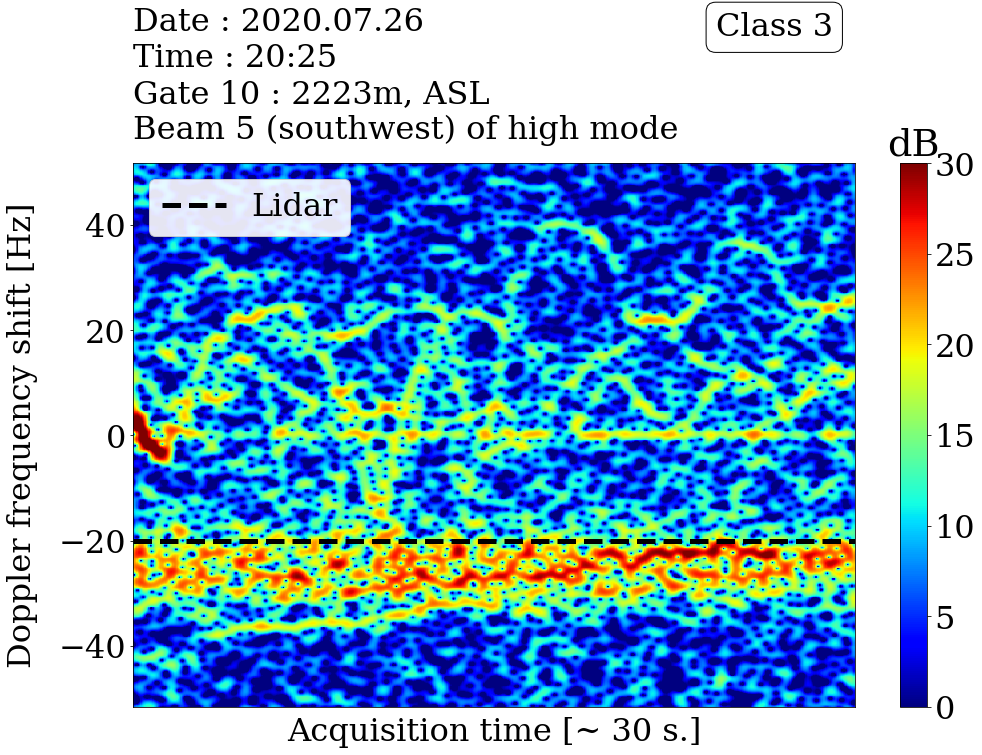 Date : 2020.07.26
Time : 20:25
Gate 10 : 2223m, ASL
Beam 5 (southwest) of high mode
Class 3
dB
Lidar
Doppler frequency shift [Hz]
40
20
0
−20
−40
30
25
20
15
10
5
0
Acquisition time [~ 30 s.]